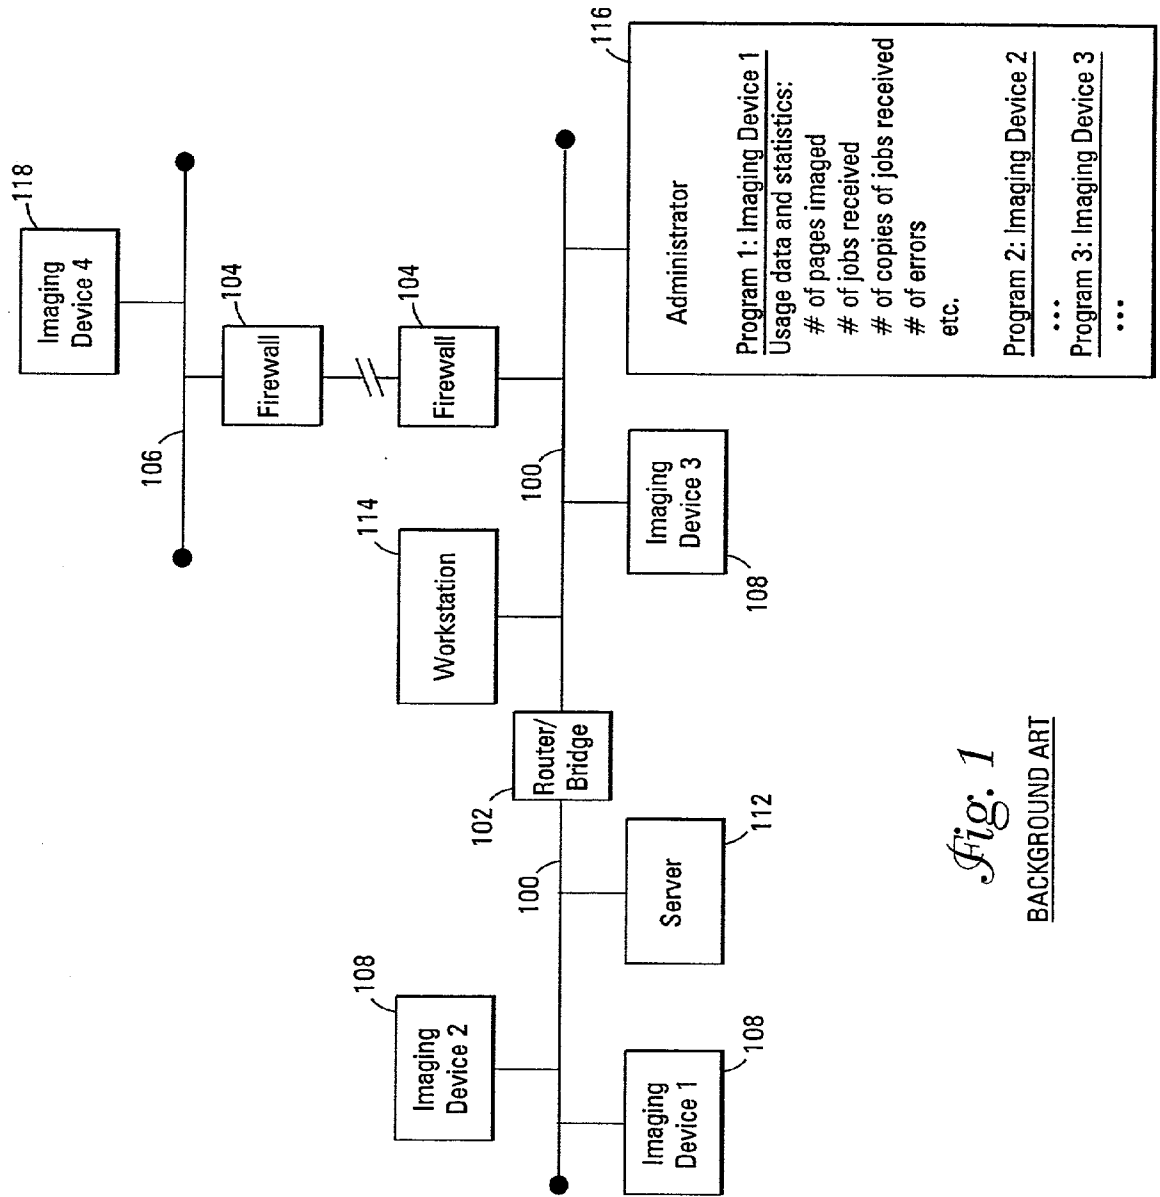 118
Imaging
Device 4
106
104
Firewall
104
Firewall
114
Workstation
100
108
Imaging
Device 2
100
102
Router/
Bridge
Imaging
Device 1
108
Server
112
Imaging
Device 3
108
116
Administrator
Program 1: Imaging Device 1
Usage data and statistics:
# of pages imaged
# of jobs received
# of copies of jobs received
# of errors
etc.
Program 2: Imaging Device 2
•••
Program 3: Imaging Device 3
•••
Fig. 1
BACKGROUND ART